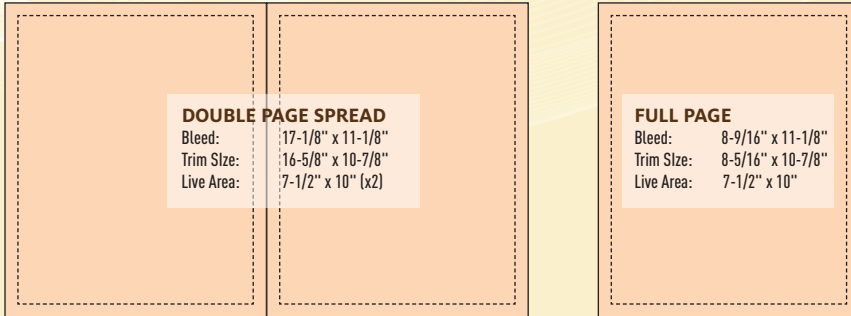 DOUBLE PAGE SPREAD
Bleed: 17-1/8" x 11-1/8"
Trim SIze: 16-5/8" x 10-7/8"
Live Area: 7-1/2" x 10" (x2)
FULL PAGE
Bleed: 8-9/16" x 11-1/8"
Trim SIze: 8-5/16" x 10-7/8"
Live Area: 7-1/2" x 10"